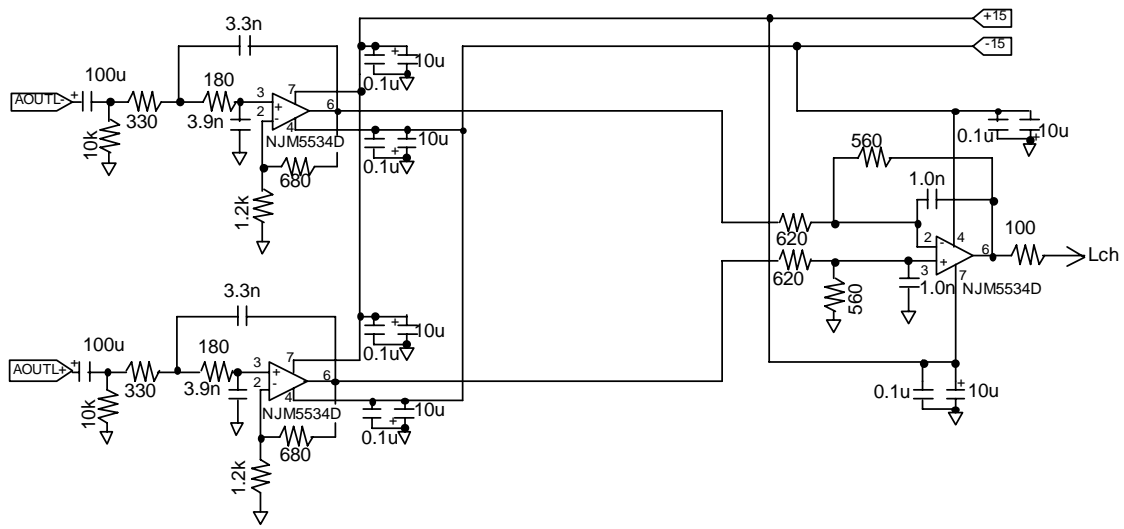 +15
-15
3.3n
10u
0.1u
100u
AOUTL-
+
180
3
2
+
-
7
6
4
330
3.9n
NJM5534D
10k
680
1.2k
+
+
0.1u
10u
0.1u
10u
560
1.0n
620
620
2
3
-
+
4
6
7
100
Lch
1.0n
NJM5534D
560
3.3n
+
10u
0.1u
100u
AOUTL+
+
180
3
2
+
-
7
6
4
330
3.9n
NJM5534D
10k
680
1.2k
+
0.1u
10u
0.1u
+
10u